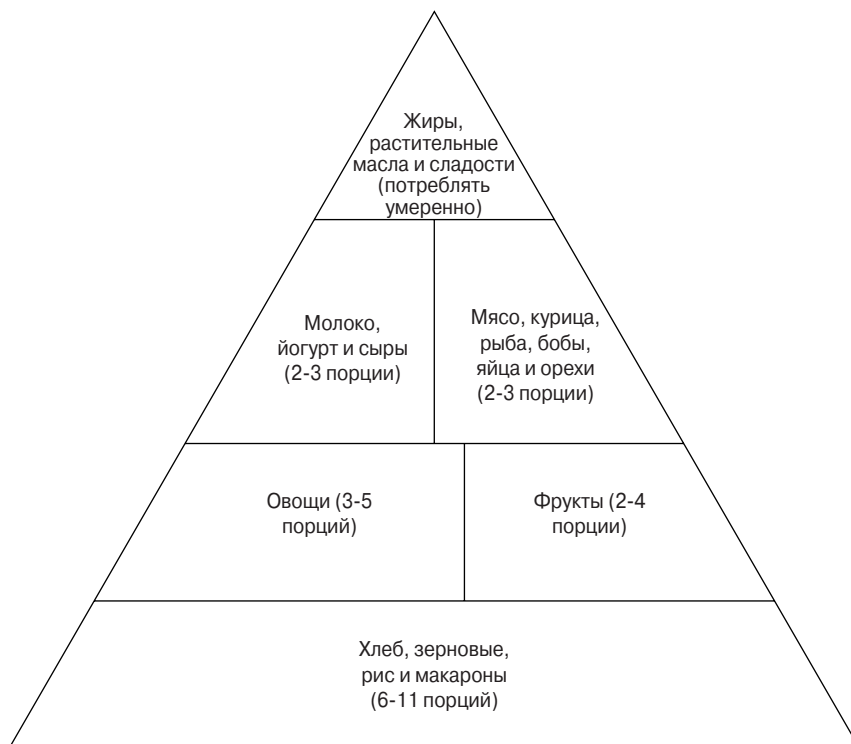 Жиры,
растительные
масла и сладости
(потреблять
умеренно)
Молоко,
йогурт и сыры
(2-3 порции)
Мясо, курица,
рыба, бобы,
яйца и орехи
(2-3 порции)
Овощи (3-5
порций)
Фрукты (2-4
порции)
Хлеб, зерновые,
рис и макароны
(6-11 порций)